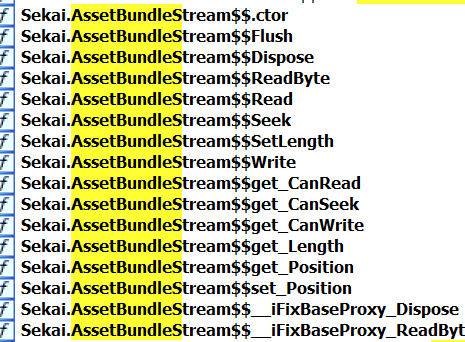 f Sekai.AssetBundleStream$$.ctor
f Sekai.AssetBundleStream$$Flush
f Sekai.AssetBundleStream$$Dispose
f Sekai.AssetBundleStream$$ReadByte
f Sekai.AssetBundleStream$$Read
f Sekai.AssetBundleStream$$Seek
f Sekai.AssetBundleStream$$SetLength
f Sekai.AssetBundleStream$$Write
f Sekai.AssetBundleStream$$get_CanRead
f Sekai.AssetBundleStream$$get_CanSeek
f Sekai.AssetBundleStream$$get_CanWrite
f Sekai.AssetBundleStream$$get_Length
f Sekai.AssetBundleStream$$get_Position
f Sekai.AssetBundleStream$$set_Position
f Sekai.AssetBundleStream$$__iFixBaseProxy_Dispose
f Sekai.AssetBundleStream$$__iFixBaseProxy_ReadByt